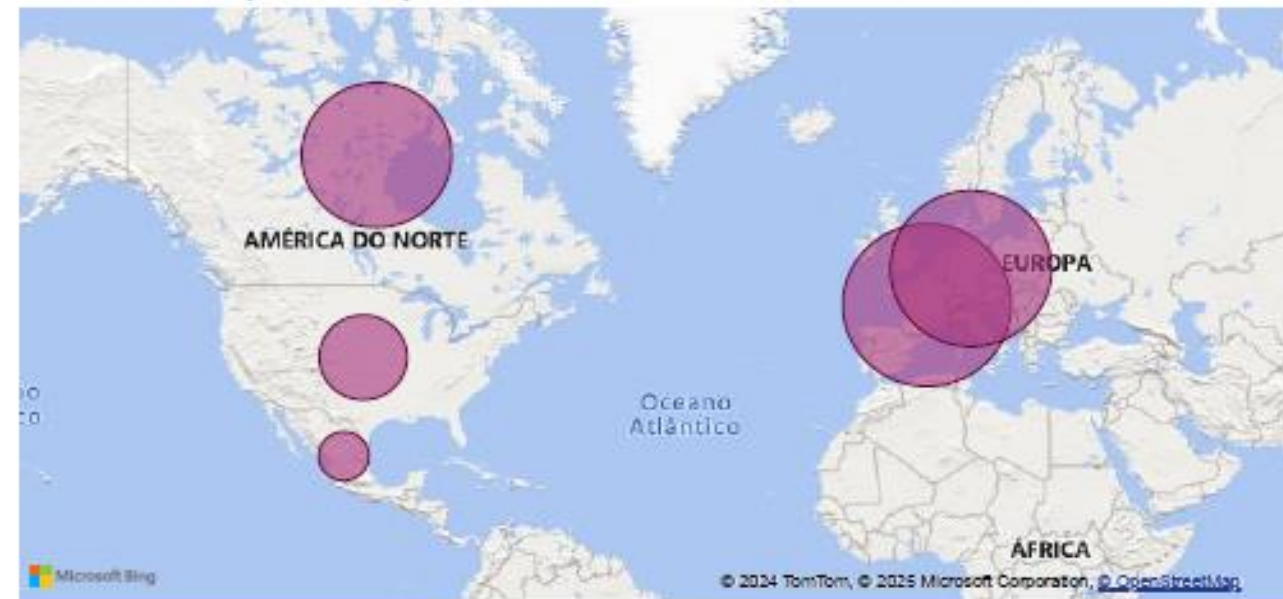 AMÉRICA DO NORTE
EUROPA
Oceano
Atlântico
ÁFRICA
Microsoft Bing
© 2024 TomTom, © 2025 Microsoft Corporation, © OpenStreetMap